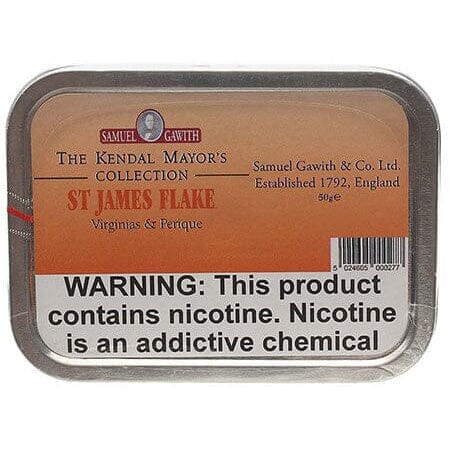 SAMUEL GAWITH
THE KENDAL MAYOR'S
COLLECTION
ST JAMES FLAKE
Virginias & Perique
Samuel Gawith & Co. Ltd.
Established 1792, England
50g℮
5 024605 000277
WARNING: This product
contains nicotine. Nicotine
is an addictive chemical